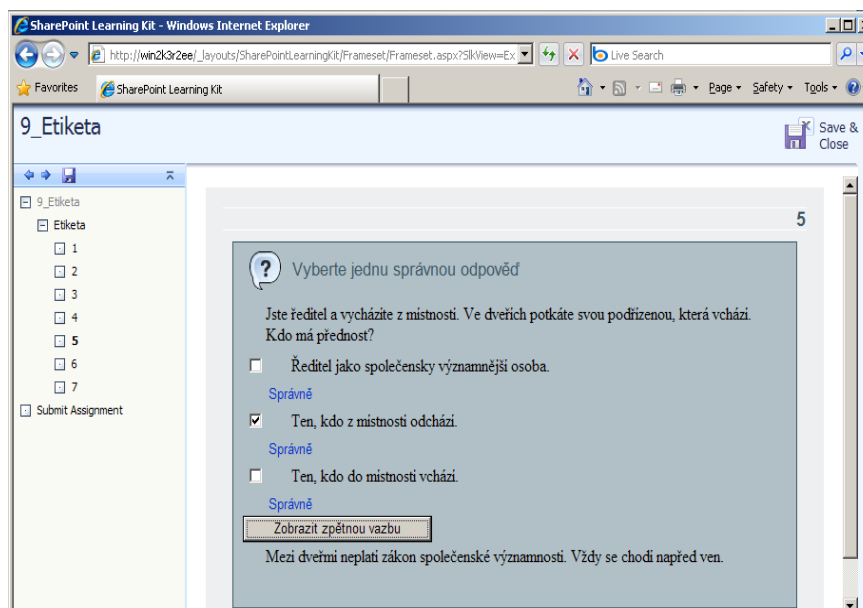 SharePoint Learning Kit - Windows Internet Explorer
http://win2k3r2ee/_layouts/SharePointLearningKit/Frameset/Frameset.aspx?SlkView=Ex
Live Search
Favorites
SharePoint Learning Kit
Page
Safety
Tools
9_Etiketa
Save &
Close
9_Etiketa
Etiketa
1
2
3
4
5
6
7
Submit Assignment
5
Vyberte jednu správnou odpověď
Jste ředitel a vycházíte z místnosti. Ve dveřích potkáte svou podřízenou, která vchází.
Kdo má přednost?
Ředitel jako společensky významnější osoba.
Správně
Ten, kdo z místnosti odchází.
Správně
Ten, kdo do místnosti vchází.
Správně
Zobrazit zpětnou vazbu
Mezi dveřmi neplatí zákon společenské významnosti. Vždy se chodí napřed ven.